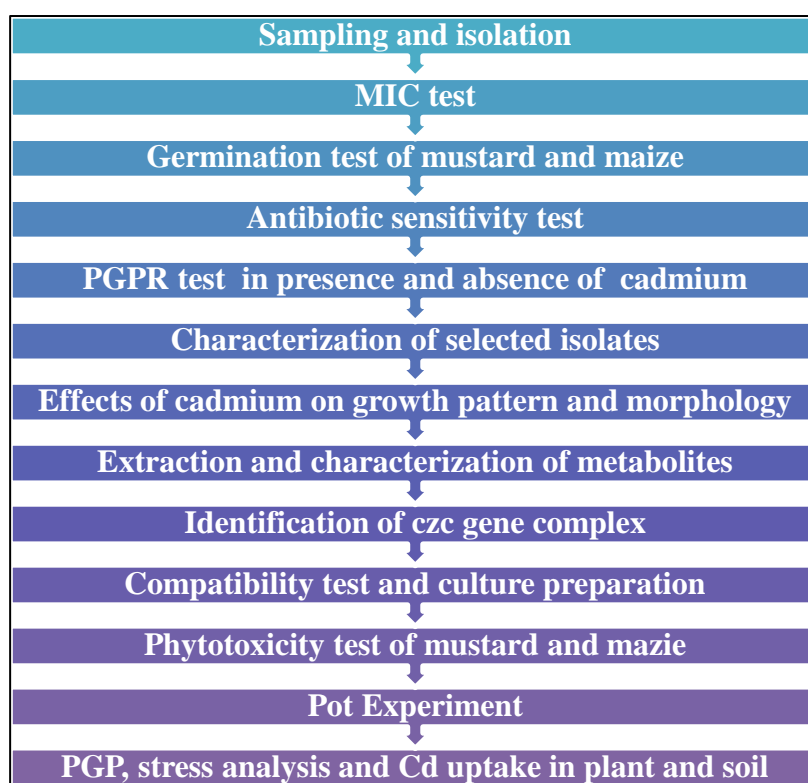 Sampling and isolation
MIC test
Germination test of mustard and maize
Antibiotic sensitivity test
PGPR test in presence and absence of cadmium
Characterization of selected isolates
Effects of cadmium on growth pattern and morphology
Extraction and characterization of metabolites
Identification of czc gene complex
Compatibility test and culture preparation
Phytotoxicity test of mustard and mazie
Pot Experiment
PGP, stress analysis and Cd uptake in plant and soil